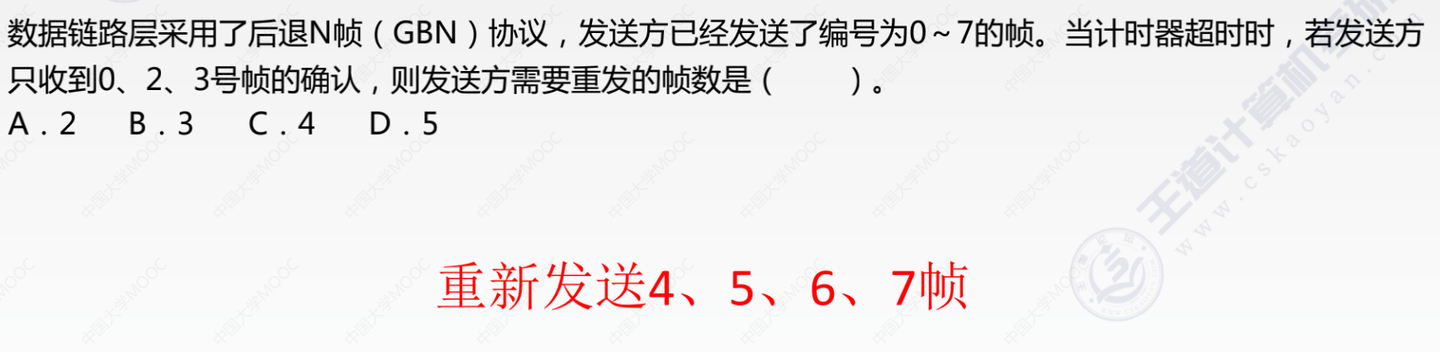 数据链路层采用了后退N帧（GBN）协议，发送方已经发送了编号为0～7的帧。当计时器超时时，若发送方
只收到0、2、3号帧的确认，则发送方需要重发的帧数是（　　）。
A．2　B．3　C．4　D．5
重新发送4、5、6、7帧
王道计算机考研
www.cskaoyan.c
中国大学MOOC